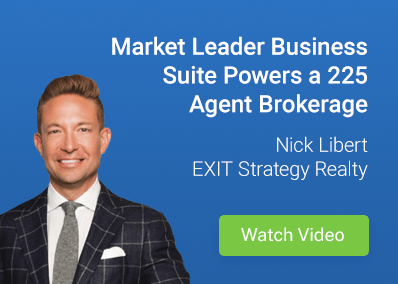 Market Leader Business
Suite Powers a 225
Agent Brokerage
Nick Libert
EXIT Strategy Realty
Watch Video